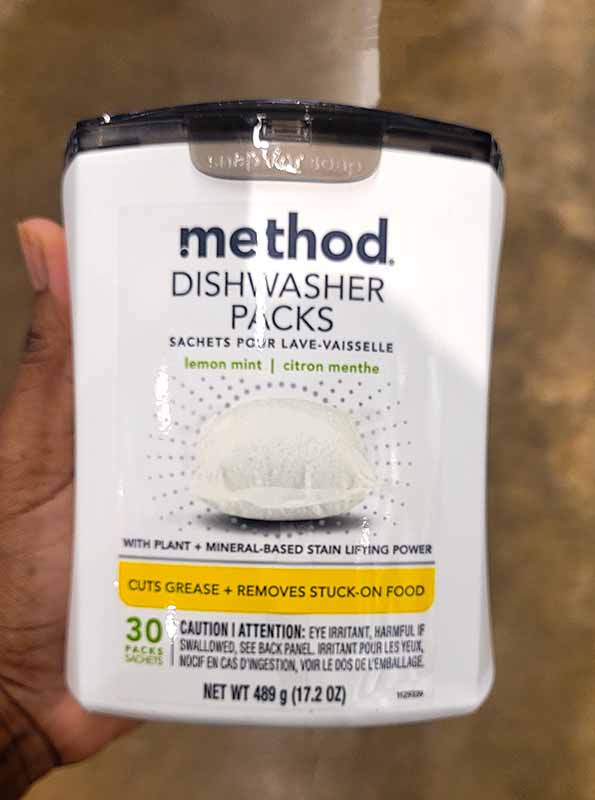 snap for soap
method.
DISHWASHER
PACKS
SACHETS POUR LAVE-VAISSELLE
lemon mint | citron menthe
WITH PLANT + MINERAL-BASED STAIN LIFTING POWER
CUTS GREASE + REMOVES STUCK-ON FOOD
30
PACKS
SACHETS
CAUTION | ATTENTION: EYE IRRITANT, HARMFUL IF
SWALLOWED, SEE BACK PANEL. IRRITANT POUR LES YEUX,
NOCIF EN CAS D'INGESTION, VOIR LE DOS DE L'EMBALLAGE.
NET WT 489 g (17.2 OZ)